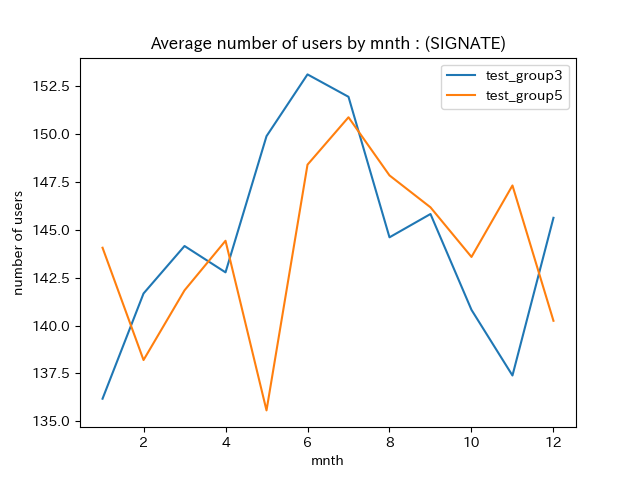 Average number of users by mnth : (SIGNATE)
test_group3
test_group5
number of users
152.5
150.0
147.5
145.0
142.5
140.0
137.5
135.0
2 4 6 8 10 12
mnth